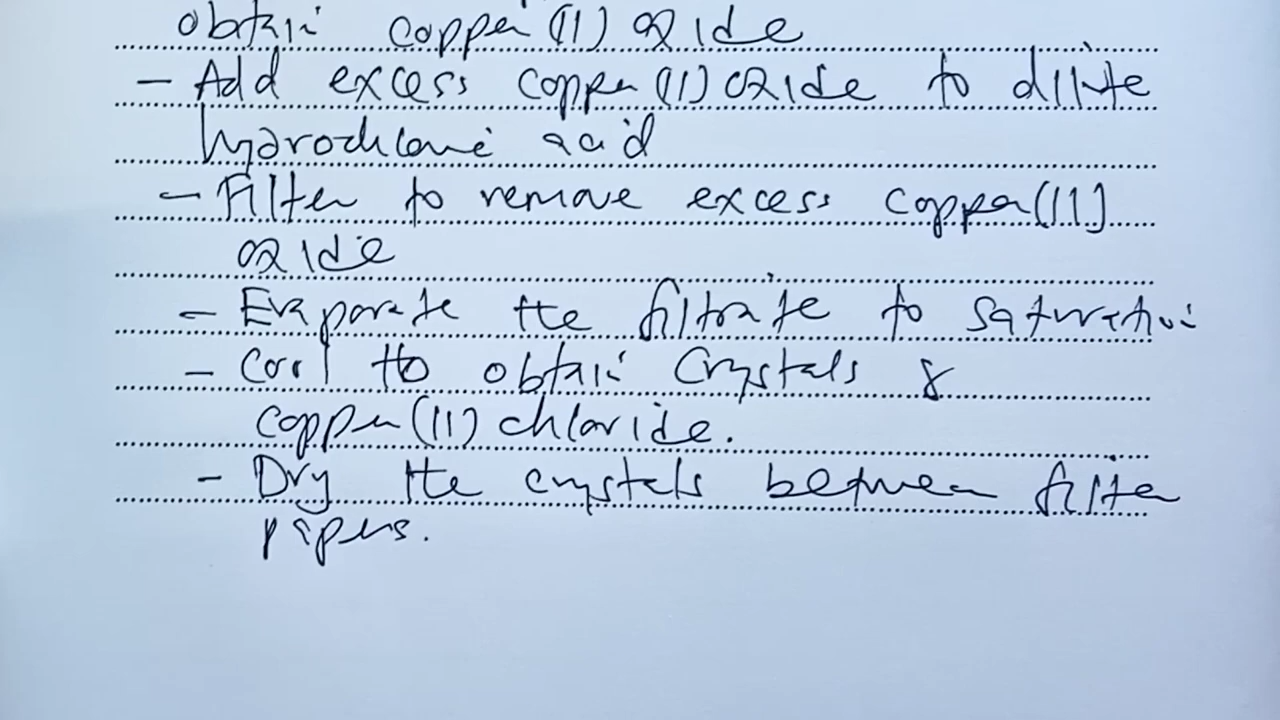 obtain copper (II) oxide
- Add excess copper (II) oxide to dilute
hydrochloric acid
- Filter to remove excess copper (II)
oxide
- Evaporate the filtrate to saturation
- Cool to obtain crystals of
copper (II) chloride.
- Dry the crystals between filter
papers.